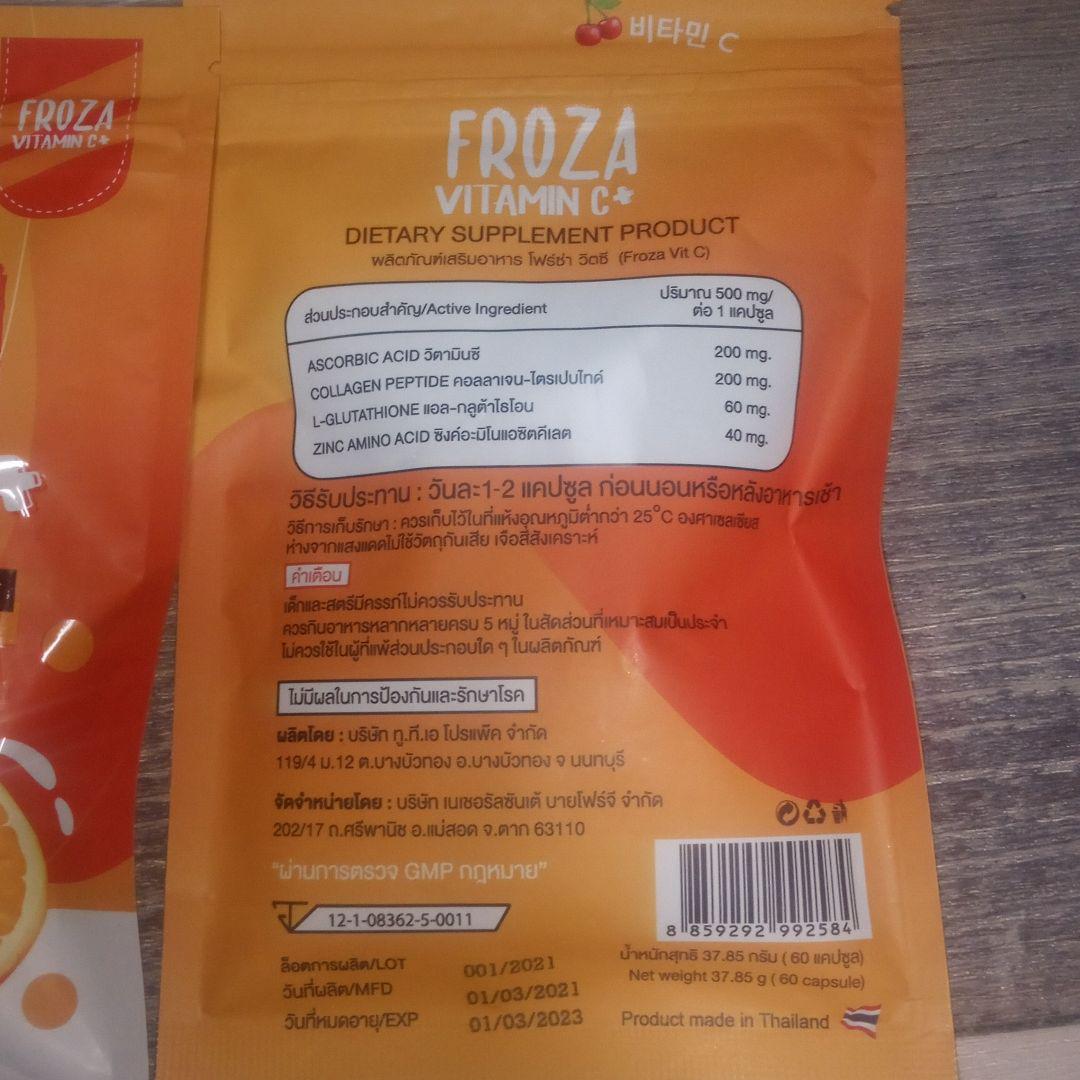 FROZA
VITAMIN C+
비타민 C
FROZA
VITAMIN C+
DIETARY SUPPLEMENT PRODUCT
ผลิตภัณฑ์เสริมอาหาร โฟร์ซ่า วิตซี (Froza Vit C)
ส่วนประกอบสำคัญ/Active Ingredient
ปริมาณ 500 mg/
ต่อ 1 แคปซูล
ASCORBIC ACID วิตามินซี 200 mg.
COLLAGEN PEPTIDE คอลลาเจน-ไตรเปบไทด์ 200 mg.
L-GLUTATHIONE แอล-กลูต้าไธโอน 60 mg.
ZINC AMINO ACID ซิงค์อะมิโนแอซิตคีเลต 40 mg.
วิธีรับประทาน : วันละ1-2 แคปซูล ก่อนนอนหรือหลังอาหารเช้า
วิธีการเก็บรักษา : ควรเก็บไว้ในที่แห้งอุณหภูมิต่ำกว่า 25°C องศาเซลเซียส
ห่างจากแสงแดดไม่ใช้วัตถุกันเสีย เจือสีสังเคราะห์
คำเตือน
เด็กและสตรีมีครรภ์ไม่ควรรับประทาน
ควรกินอาหารหลากหลายครบ 5 หมู่ ในสัดส่วนที่เหมาะสมเป็นประจำ
ไม่ควรใช้ในผู้ที่แพ้ส่วนประกอบใด ๆ ในผลิตภัณฑ์
ไม่มีผลในการป้องกันและรักษาโรค
ผลิตโดย : บริษัท ทู.ที.เอ โปรแพ็ค จำกัด
119/4 ม.12 ต.บางบัวทอง อ.บางบัวทอง จ นนทบุรี
จัดจำหน่ายโดย : บริษัท เนเชอรัลซันเต้ บายโฟร์จี จำกัด
202/17 ถ.ศรีพานิช อ.แม่สอด จ.ตาก 63110
"ผ่านการตรวจ GMP กฎหมาย"
12-1-08362-5-0011
8 859292 992584
ล็อตการผลิต/LOT 001/2021
วันที่ผลิต/MFD 01/03/2021
วันที่หมดอายุ/EXP 01/03/2023
น้ำหนักสุทธิ 37.85 กรัม ( 60 แคปซูล)
Net weight 37.85 g ( 60 capsule)
Product made in Thailand